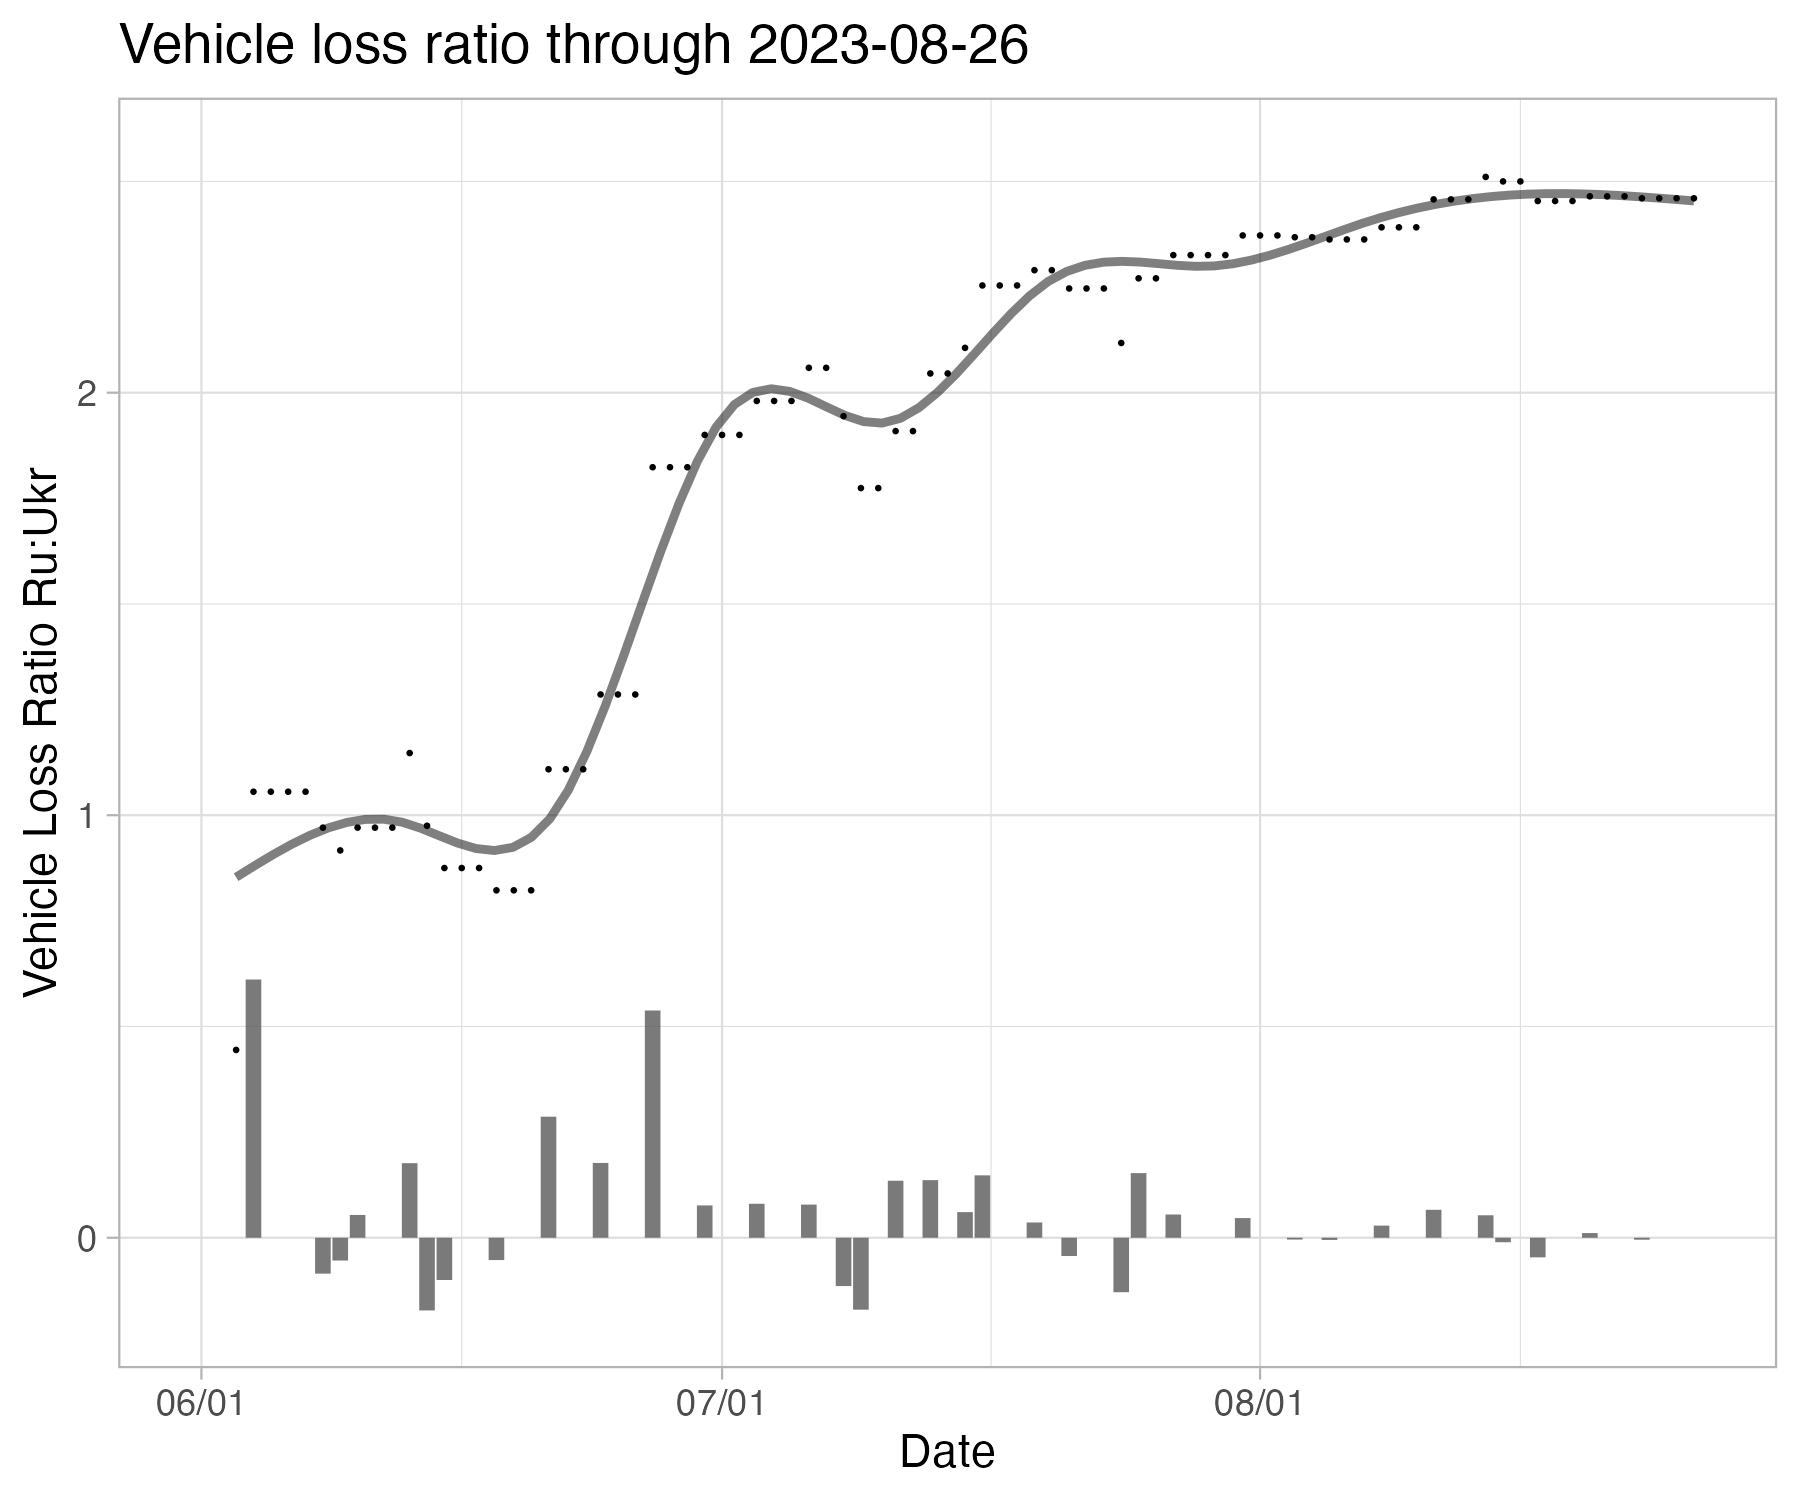 Vehicle loss ratio through 2023-08-26
Vehicle Loss Ratio Ru:Ukr
2
1
0
06/01
07/01
08/01
Date